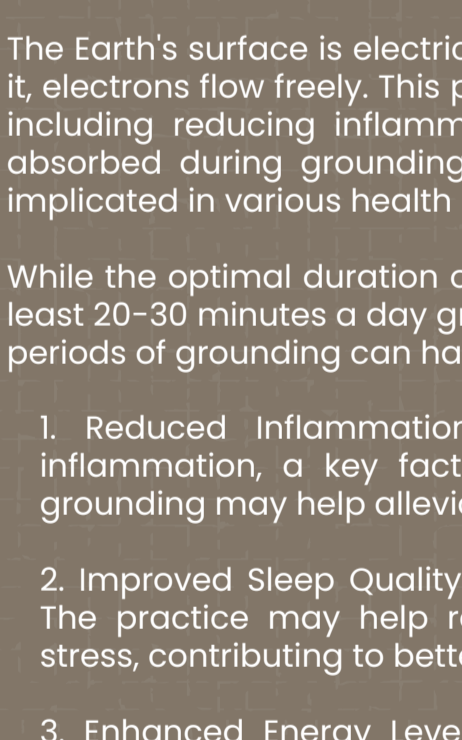 The Earth's surface is electric
it, electrons flow freely. This
including reducing inflamm
absorbed during grounding
implicated in various health
While the optimal duration
least 20-30 minutes a day gr
periods of grounding can ha
1. Reduced Inflammation
inflammation, a key fact
grounding may help allevi
2. Improved Sleep Quality
The practice may help r
stress, contributing to bett
3. Enhanced Energy Leve